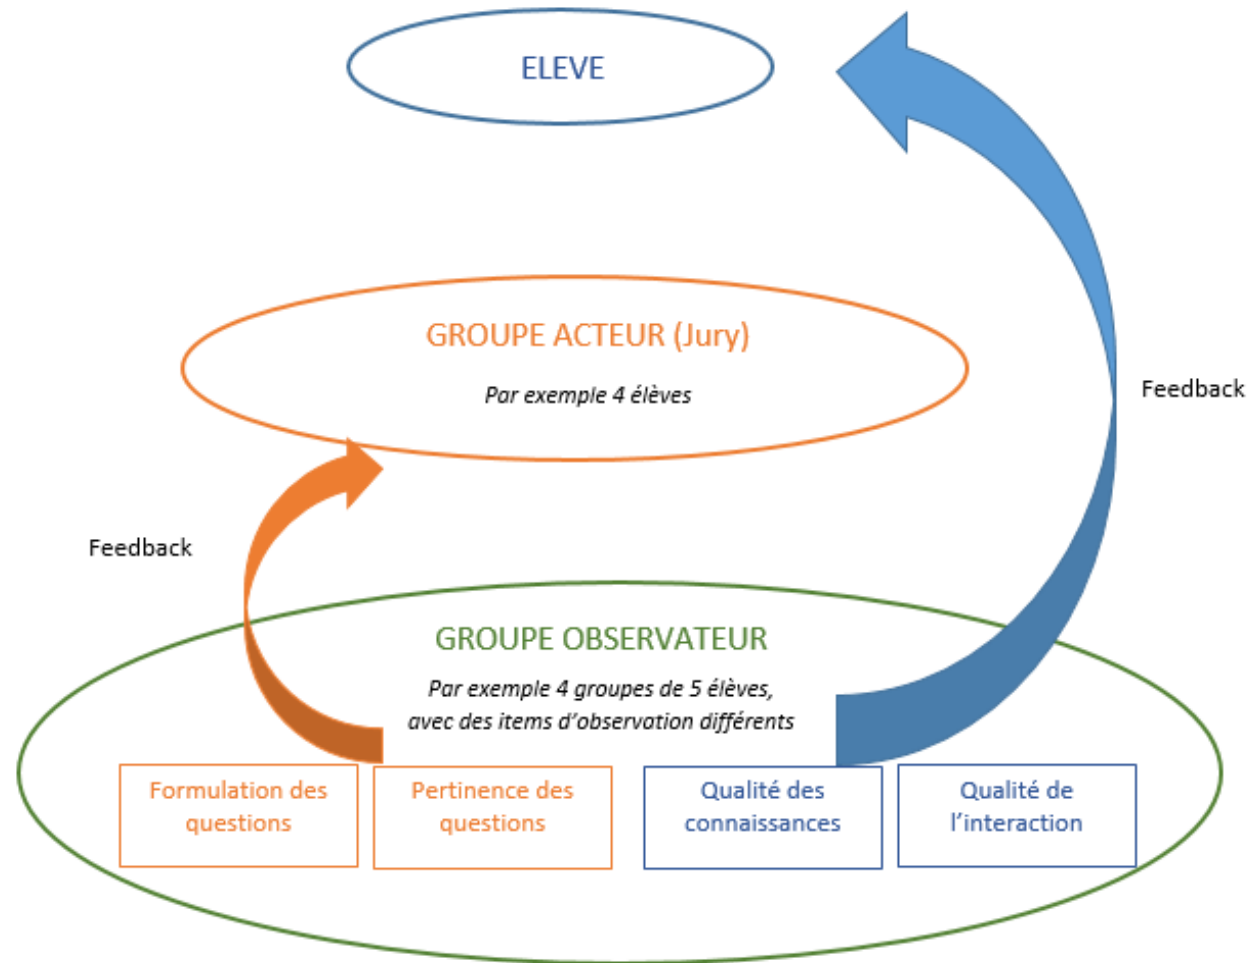 ELEVE
GROUPE ACTEUR (Jury)
Par exemple 4 élèves
Feedback
Feedback
GROUPE OBSERVATEUR
Par exemple 4 groupes de 5 élèves,
avec des items d'observation différents
Formulation des
questions
Pertinence des
questions
Qualité des
connaissances
Qualité de
l'interaction